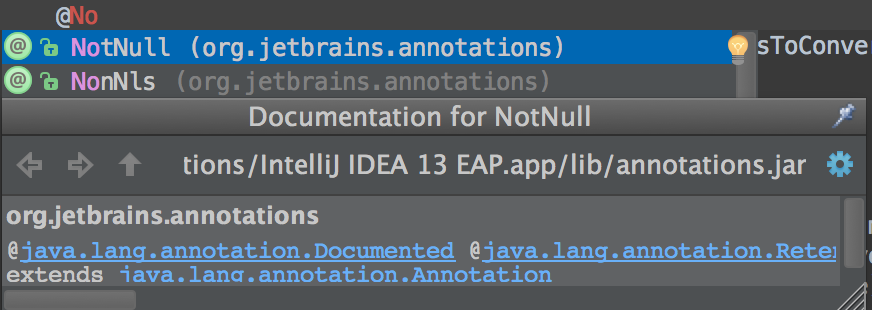 @No
@ NotNull (org.jetbrains.annotations)
sToConve
@ NonNls (org.jetbrains.annotations)
Documentation for NotNull
tions/IntelliJ IDEA 13 EAP.app/lib/annotations.jar
org.jetbrains.annotations
@java.lang.annotation.Documented @java.lang.annotation.Reten
extends java.lang.annotation.Annotation